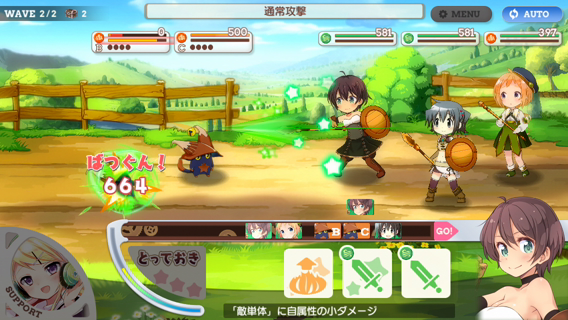 WAVE 2/2 2
通常攻撃
MENU
AUTO
0
B
500
C
581
581
397
ばつぐん!
664
B
C
GO!
SUPPORT
とっておき
「敵単体」に自属性の小ダメージ